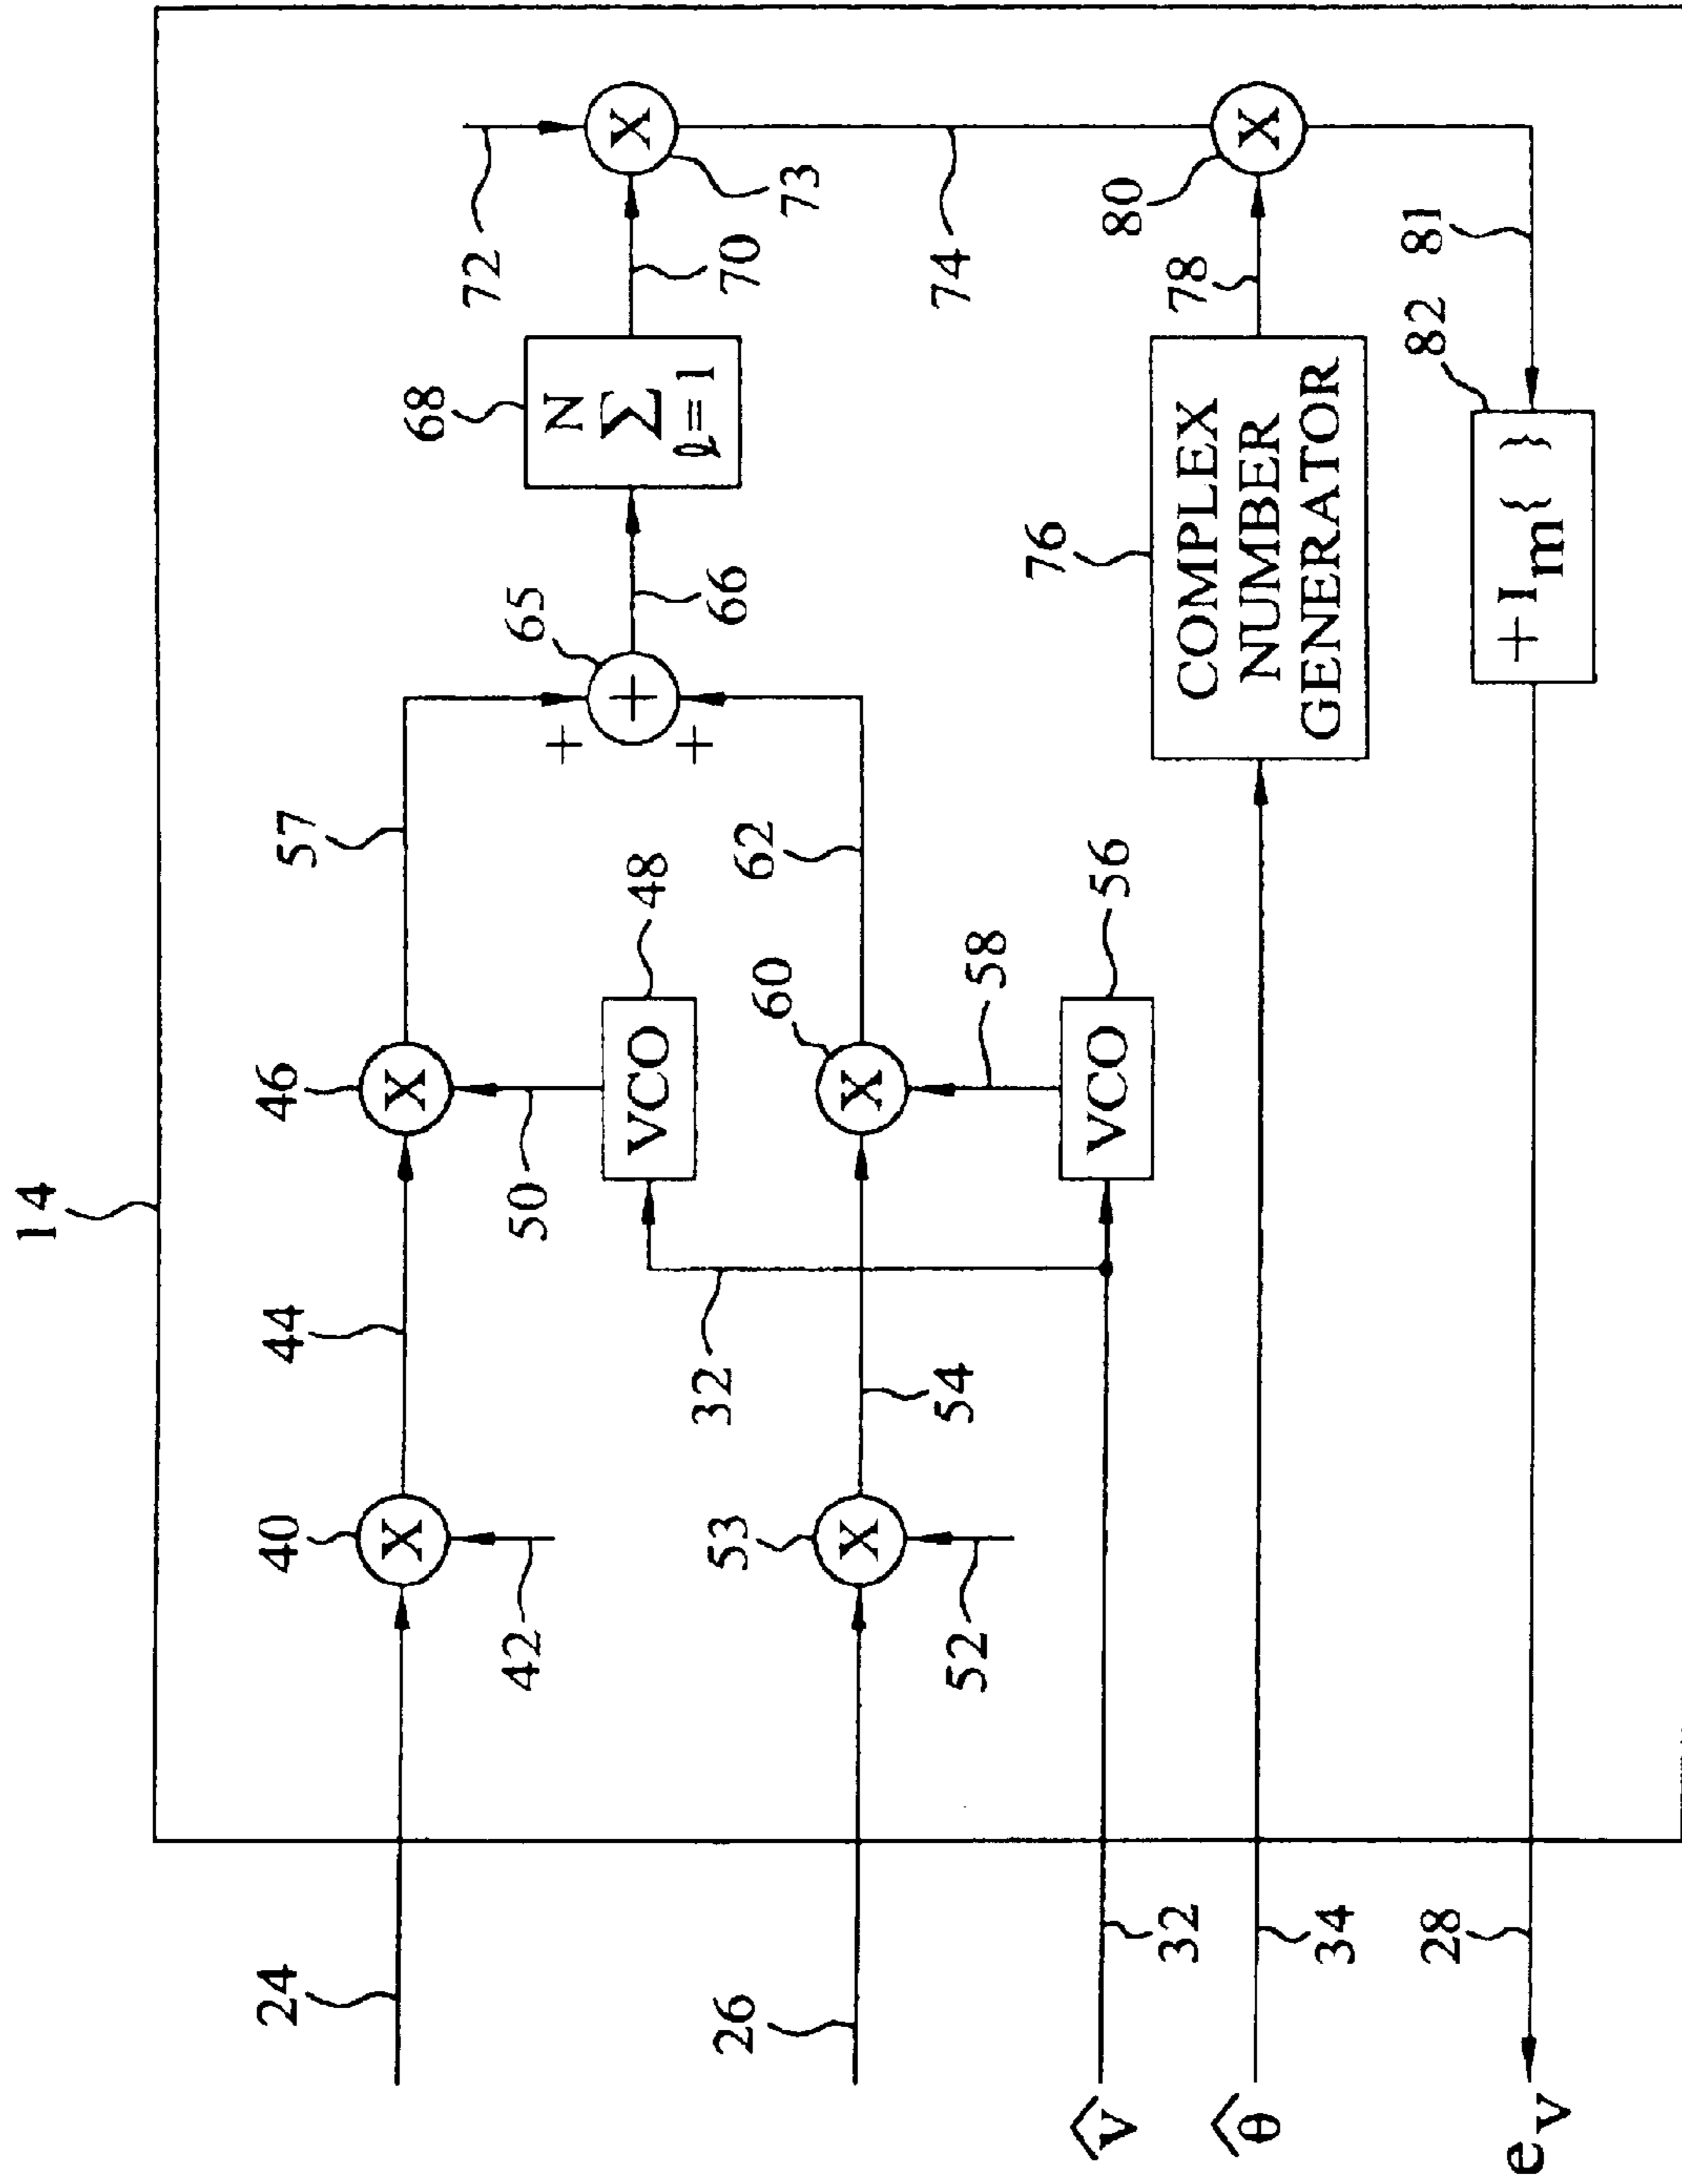 14
24
40
42
44
46
48
VCO
50
32
57
65
+
+
+
66
68
N
Σ
ℓ=1
70
72
73
X
X
X
26
53
X
52
54
60
X
58
56
VCO
62
74
v̂
32
θ̂
34
76
COMPLEX
NUMBER
GENERATOR
78
80
X
81
82
+Im{ }
28
eν